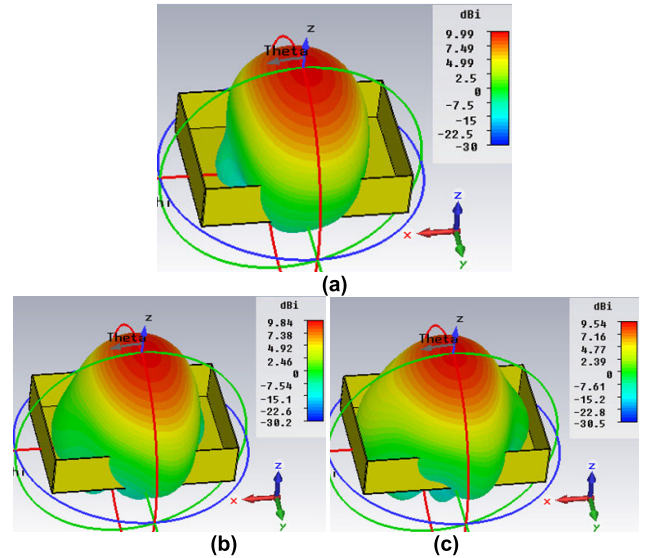 dBi
9.99
7.49
4.99
2.5
0
-7.5
-15
-22.5
-30
z
Theta
z
x
y
(a)
dBi
9.84
7.38
4.92
2.46
0
-7.54
-15.1
-22.6
-30.2
z
Theta
z
x
y
(b)
dBi
9.54
7.16
4.77
2.39
0
-7.61
-15.2
-22.8
-30.5
z
Theta
z
x
y
(c)